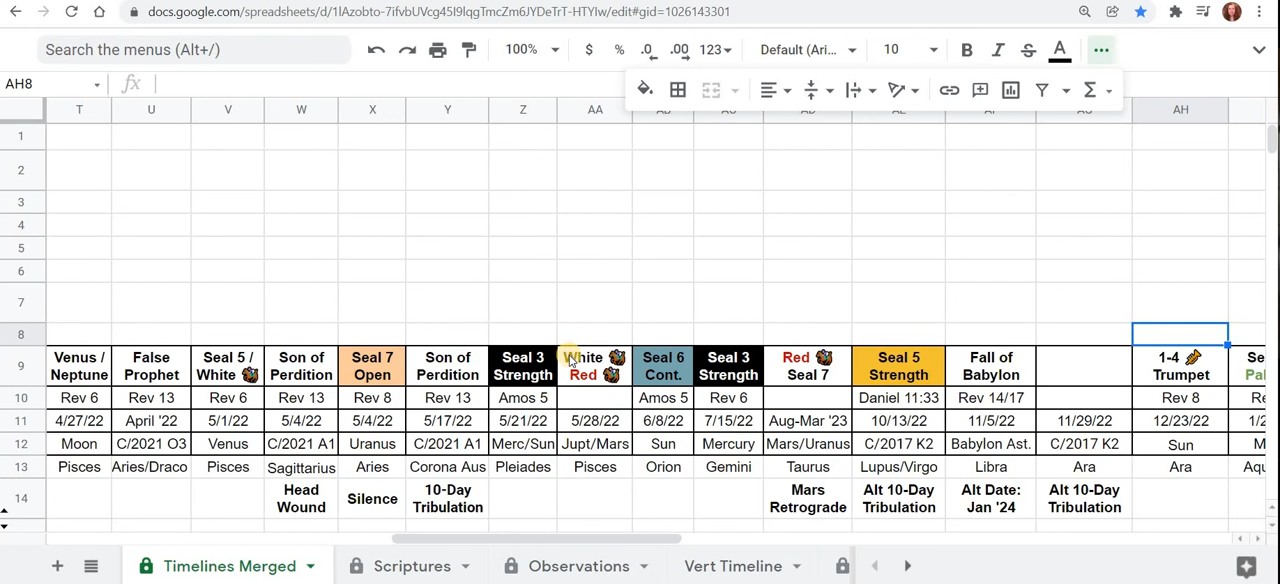 docs.google.com/spreadsheets/d/1lAzobto-7ifvbUVcg45I9lqgTmcZm6JYDeTrT-HTYIw/edit#gid=1026143301
Search the menus (Alt+/) 100% $ % .0 .00 123 Default (Ari... 10 B I S A
AH8 fx
T U V W X Y Z AA AB AC AD AE AF AG AH
1
2
3
4
5
6
7
8
9 Venus / Neptune False Prophet Seal 5 / White Son of Perdition Seal 7 Open Son of Perdition Seal 3 Strength White Red Seal 6 Cont. Seal 3 Strength Red Seal 7 Seal 5 Strength Fall of Babylon 1-4 Trumpet
10 Rev 6 Rev 13 Rev 6 Rev 13 Rev 8 Rev 13 Amos 5 Amos 5 Rev 6 Daniel 11:33 Rev 14/17 Rev 8
11 4/27/22 April '22 5/1/22 5/4/22 5/4/22 5/17/22 5/21/22 5/28/22 6/8/22 7/15/22 Aug-Mar '23 10/13/22 11/5/22 11/29/22 12/23/22
12 Moon C/2021 O3 Venus C/2021 A1 Uranus C/2021 A1 Merc/Sun Jupt/Mars Sun Mercury Mars/Uranus C/2017 K2 Babylon Ast. C/2017 K2 Sun
13 Pisces Aries/Draco Pisces Sagittarius Aries Corona Aus Pleiades Pisces Orion Gemini Taurus Lupus/Virgo Libra Ara Ara
14 Head Wound Silence 10-Day Tribulation Mars Retrograde Alt 10-Day Tribulation Alt Date: Jan '24 Alt 10-Day Tribulation
+ Timelines Merged Scriptures Observations Vert Timeline